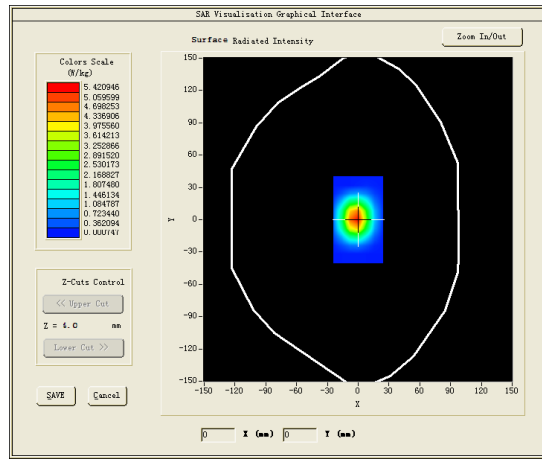 SAR Visualisation Graphical Interface
Surface Radiated Intensity
Zoom In/Out
Colors Scale
(W/kg)
5.420946
5.059599
4.698253
4.336906
3.975560
3.614213
3.252866
2.891520
2.530173
2.168827
1.807480
1.446134
1.084787
0.723440
0.362094
0.000747
150
120
90
60
30
0
-30
-60
-90
-120
-150
Y
-150 -120 -90 -60 -30 0 30 60 90 120 150
X
Z-Cuts Control
<< Upper Cut
Z = 4.0 mm
Lower Cut >>
SAVE Cancel
0 X (mm) 0 Y (mm)